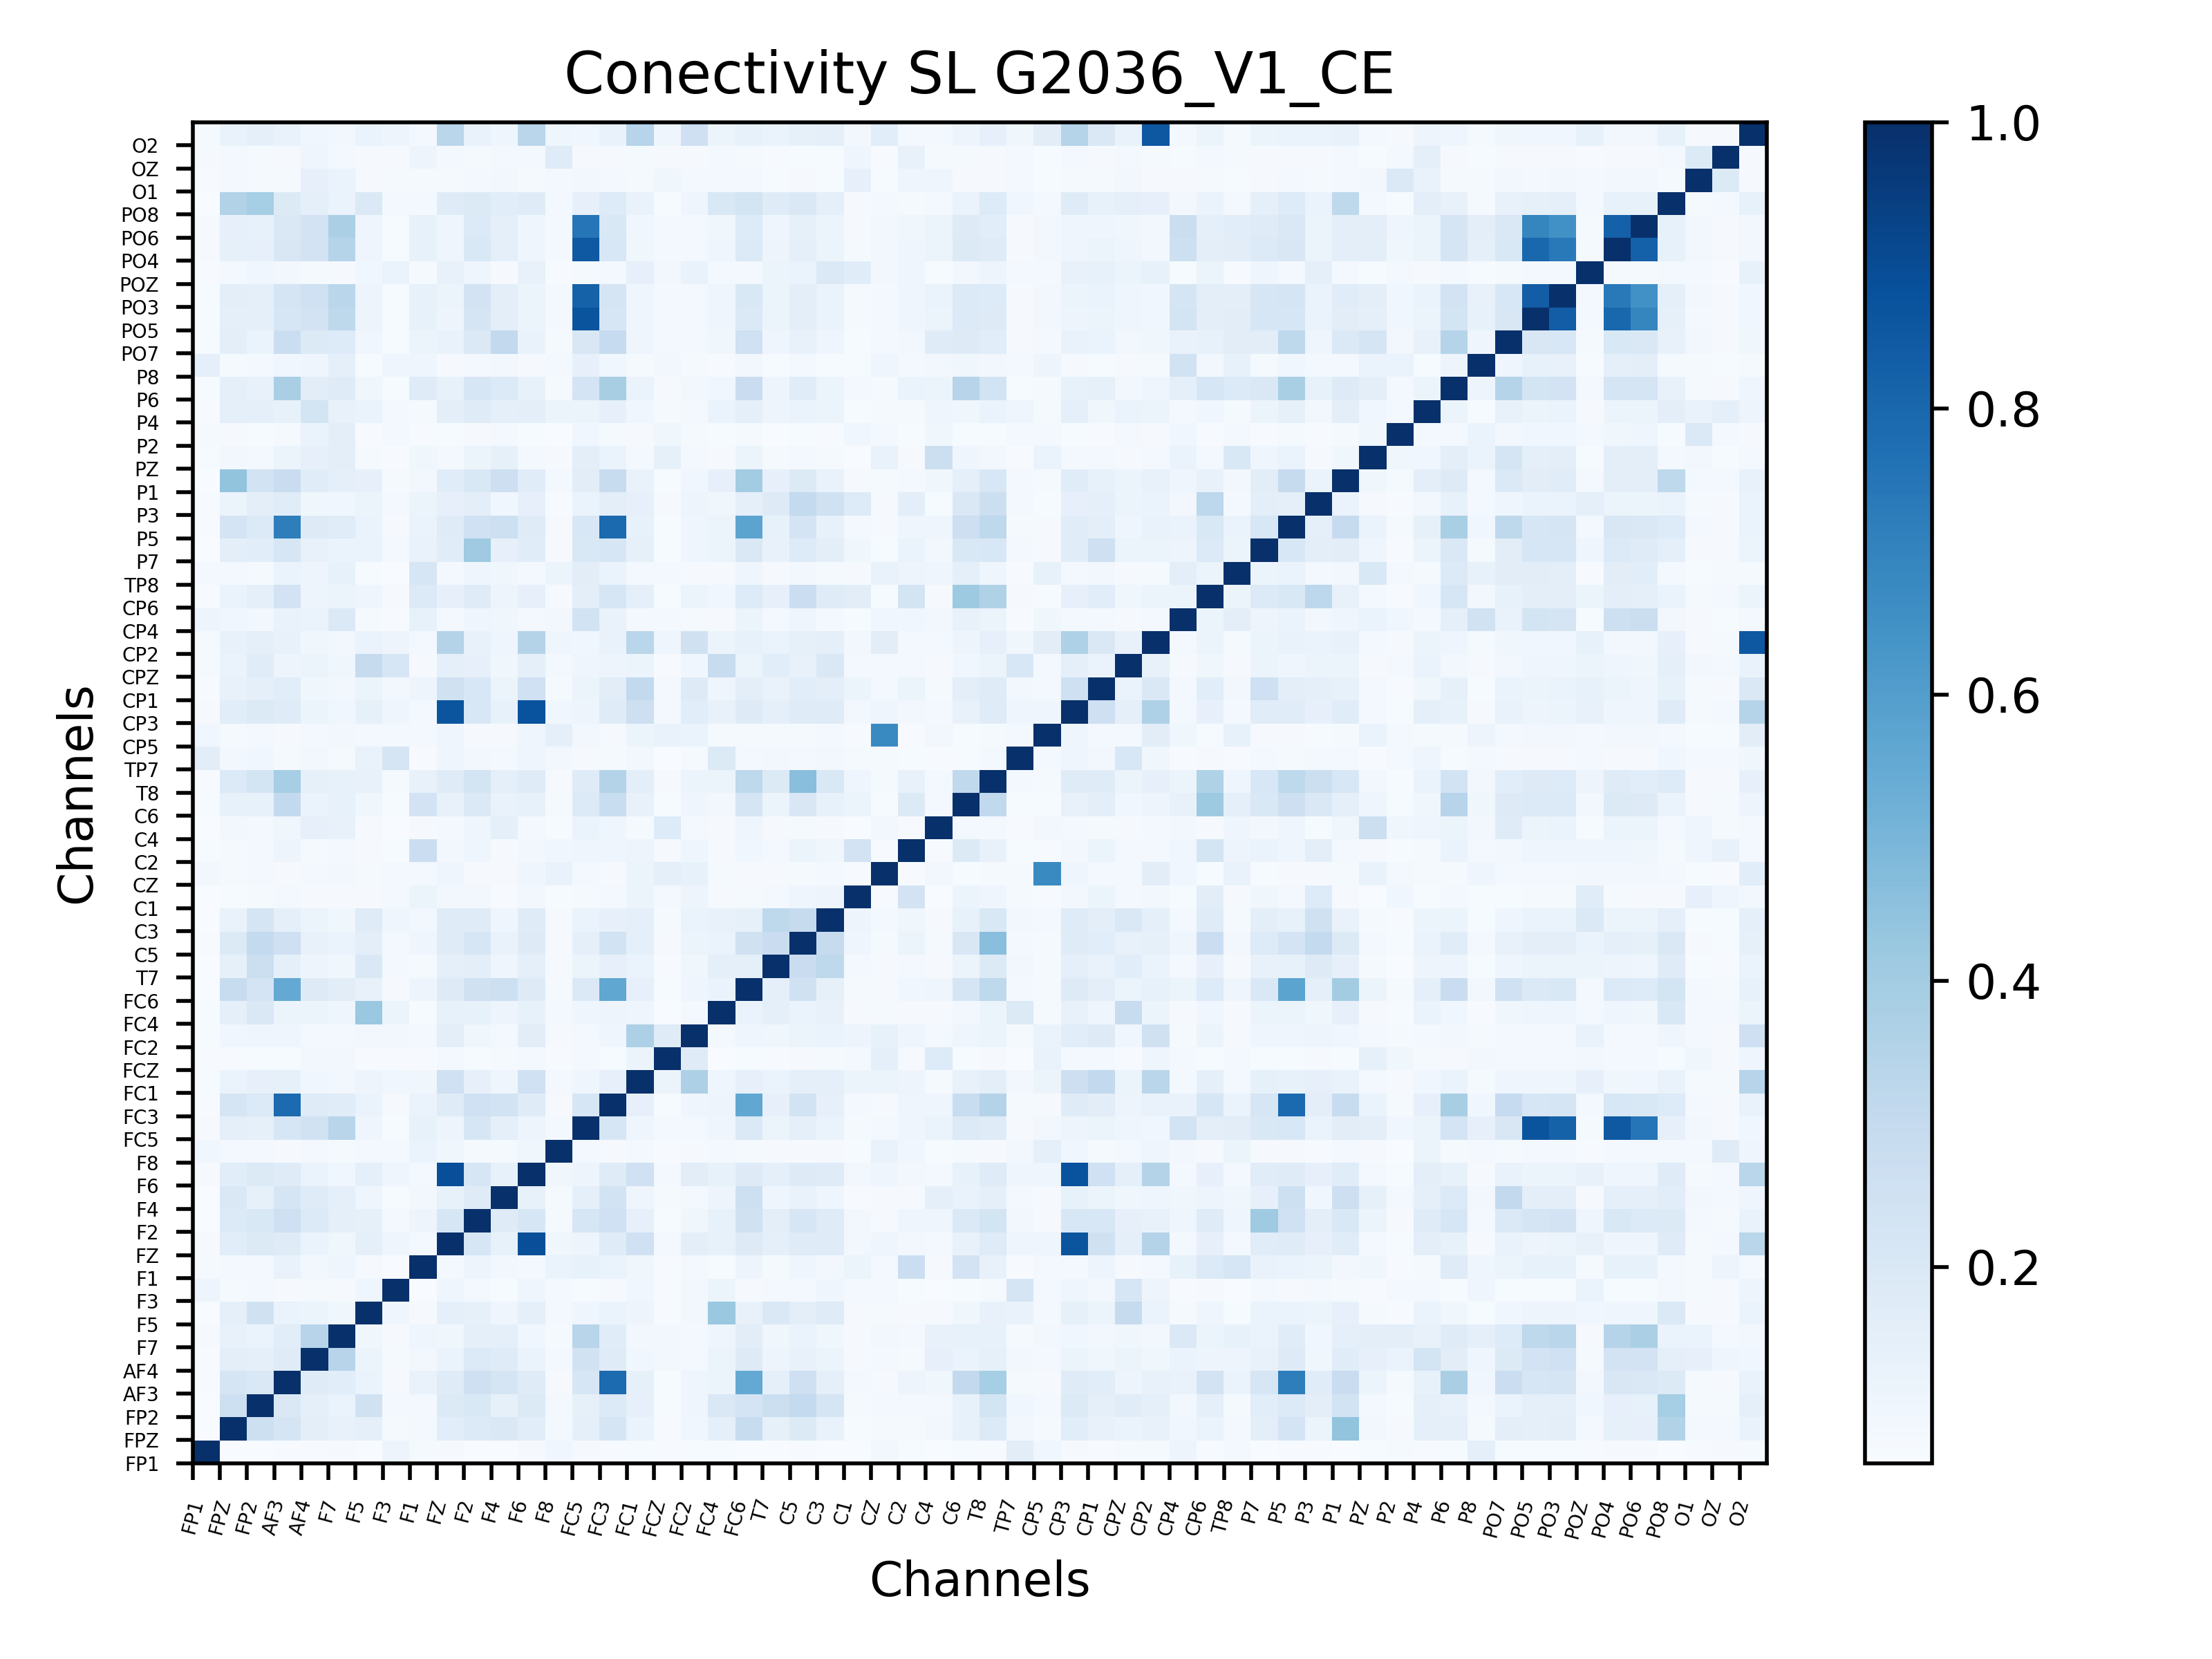 Conectivity SL G2036_V1_CE
Channels
O2
OZ
O1
PO8
PO6
PO4
POZ
PO3
PO5
PO7
P8
P6
P4
P2
PZ
P1
P3
P5
P7
TP8
CP6
CP4
CP2
CPZ
CP1
CP3
CP5
TP7
T8
C6
C4
C2
CZ
C1
C3
C5
T7
FC6
FC4
FC2
FCZ
FC1
FC3
FC5
F8
F6
F4
F2
FZ
F1
F3
F5
F7
AF4
AF3
FP2
FPZ
FP1
FP1 FPZ FP2 AF3 AF4 F7 F5 F3 F1 FZ F2 F4 F6 F8 FC5 FC3 FC1 FCZ FC2 FC4 FC6 T7 C5 C3 C1 CZ C2 C4 C6 T8 TP7 CP5 CP3 CP1 CPZ CP2 CP4 CP6 TP8 P7 P5 P3 P1 PZ P2 P4 P6 P8 PO7 PO5 PO3 POZ PO4 PO6 PO8 O1 OZ O2
Channels
1.0
0.8
0.6
0.4
0.2